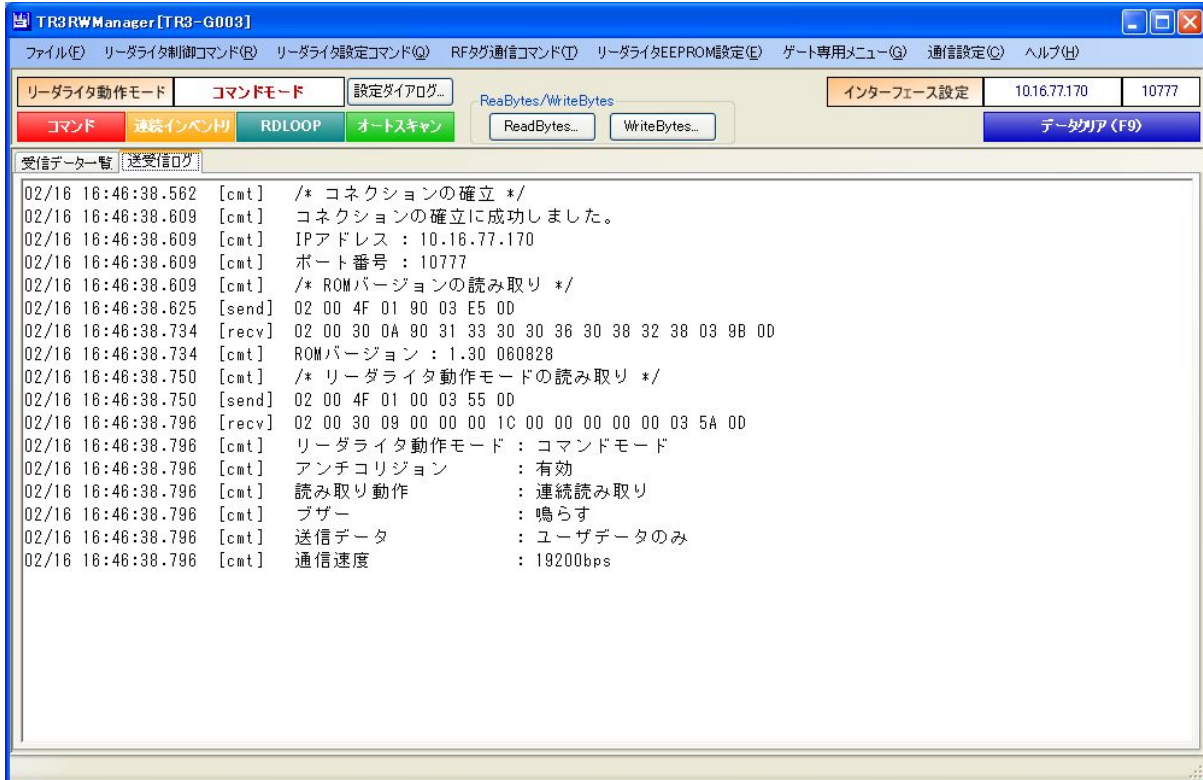 TR3RWManager[TR3-G003]
ファイル(F) リーダライタ制御コマンド(R) リーダライタ設定コマンド(Q) RFタグ通信コマンド(T) リーダライタEEPROM設定(E) ゲート専用メニュー(G) 通信設定(C) ヘルプ(H)
リーダライタ動作モード コマンドモード 設定ダイアログ... ReaBytes/WriteBytes インターフェース設定 10.16.77.170 10777
コマンド 連続インベントリ RDLOOP オートスキャン ReadBytes... WriteBytes... データクリア (F9)
受信データ一覧 送受信ログ
02/16 16:46:38.562 [cmt] /* コネクションの確立 */
02/16 16:46:38.609 [cmt] コネクションの確立に成功しました。
02/16 16:46:38.609 [cmt] IPアドレス : 10.16.77.170
02/16 16:46:38.609 [cmt] ポート番号 : 10777
02/16 16:46:38.609 [cmt] /* ROMバージョンの読み取り */
02/16 16:46:38.625 [send] 02 00 4F 01 90 03 E5 0D
02/16 16:46:38.734 [recv] 02 00 30 0A 90 31 33 30 30 36 30 38 32 38 03 9B 0D
02/16 16:46:38.734 [cmt] ROMバージョン : 1.30 060828
02/16 16:46:38.750 [cmt] /* リーダライタ動作モードの読み取り */
02/16 16:46:38.750 [send] 02 00 4F 01 00 03 55 0D
02/16 16:46:38.796 [recv] 02 00 30 09 00 00 00 1C 00 00 00 00 00 03 5A 0D
02/16 16:46:38.796 [cmt] リーダライタ動作モード : コマンドモード
02/16 16:46:38.796 [cmt] アンチコリジョン : 有効
02/16 16:46:38.796 [cmt] 読み取り動作 : 連続読み取り
02/16 16:46:38.796 [cmt] ブザー : 鳴らす
02/16 16:46:38.796 [cmt] 送信データ : ユーザデータのみ
02/16 16:46:38.796 [cmt] 通信速度 : 19200bps